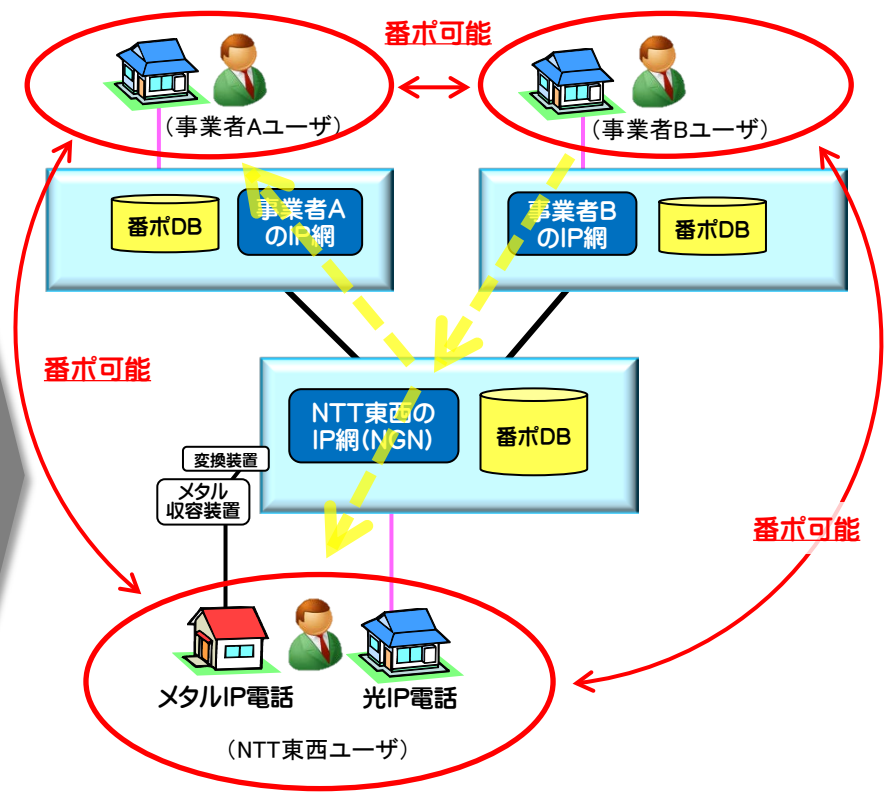 番ポ可能
（事業者Aユーザ）
（事業者Bユーザ）
番ポDB
事業者A
のIP網
事業者B
のIP網
番ポDB
番ポ可能
NTT東西の
IP網(NGN)
番ポDB
変換装置
メタル
収容装置
番ポ可能
メタルIP電話
光IP電話
（NTT東西ユーザ）